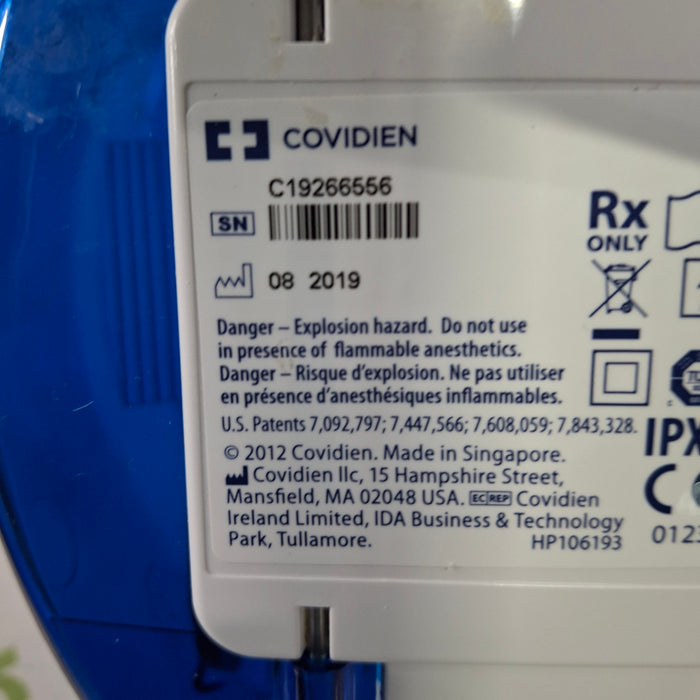 COVIDIEN
C19266556
SN
08 2019
Rx
ONLY
Danger – Explosion hazard. Do not use
in presence of flammable anesthetics.
Danger – Risque d'explosion. Ne pas utiliser
en présence d'anesthésiques inflammables.
U.S. Patents 7,092,797; 7,447,566; 7,608,059; 7,843,328.
© 2012 Covidien. Made in Singapore.
Covidien llc, 15 Hampshire Street,
Mansfield, MA 02048 USA. EC REP Covidien
Ireland Limited, IDA Business & Technology
Park, Tullamore. HP106193
IPX
C
0123